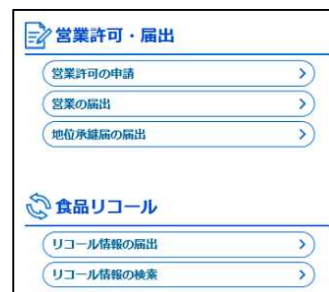 営業許可・届出
営業許可の申請
営業の届出
地位承継届の届出
食品リコール
リコール情報の届出
リコール情報の検索